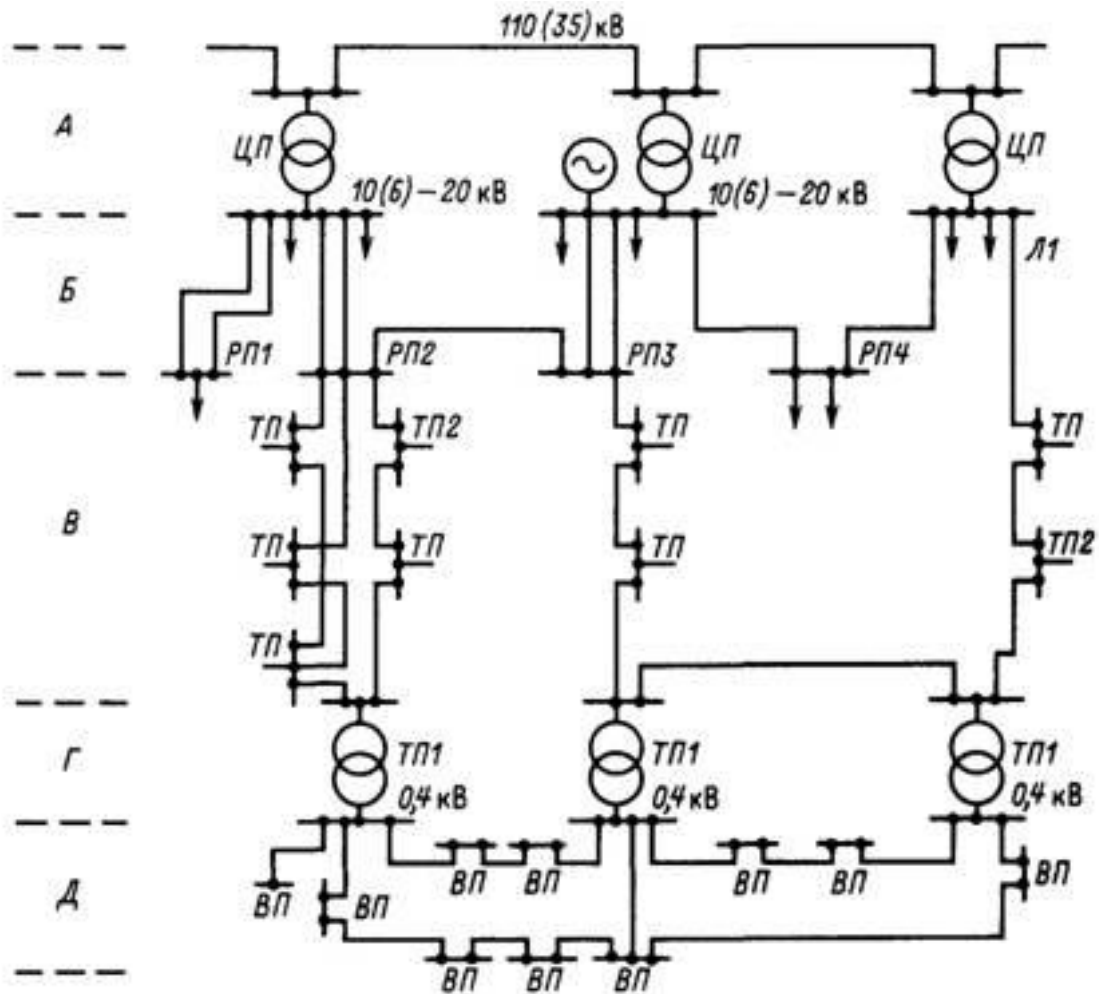 110 (35) кВ
А
ЦП
ЦП
ЦП
10(6) – 20 кВ
10(6) – 20 кВ
Б
Л1
РП1
РП2
РП3
РП4
ТП
ТП2
ТП
ТП
В
ТП
ТП
ТП
ТП2
ТП
Г
ТП1
ТП1
ТП1
0,4 кВ
0,4 кВ
0,4 кВ
Д
ВП
ВП
ВП
ВП
ВП
ВП
ВП
ВП
ВП
ВП